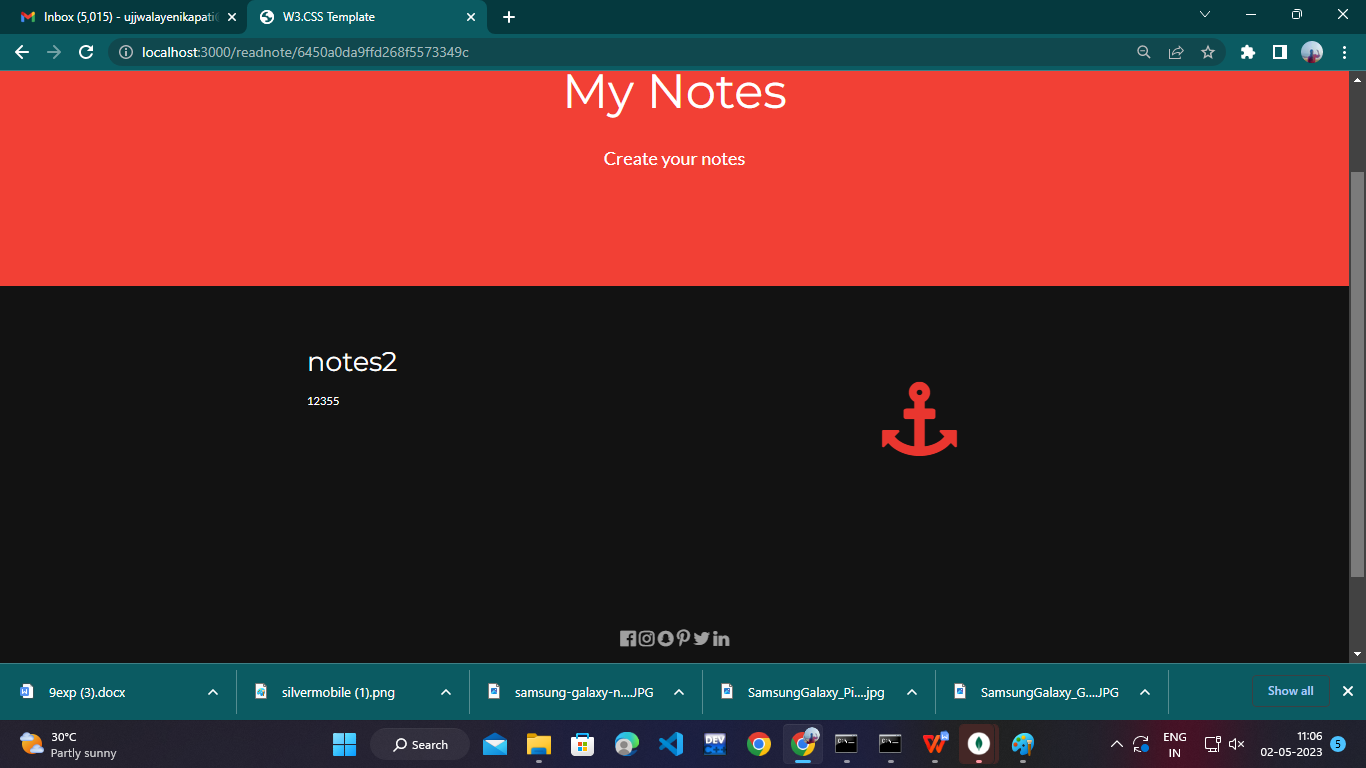 Inbox (5,015) - ujjwalayenikapati
W3.CSS Template
localhost:3000/readnote/6450a0da9ffd268f5573349c
My Notes
Create your notes
notes2
12355
9exp (3).docx
silvermobile (1).png
samsung-galaxy-n....JPG
SamsungGalaxy_Pi....jpg
SamsungGalaxy_G....JPG
Show all
30°C
Partly sunny
Search
DEV
ENG
IN
11:06
02-05-2023
5